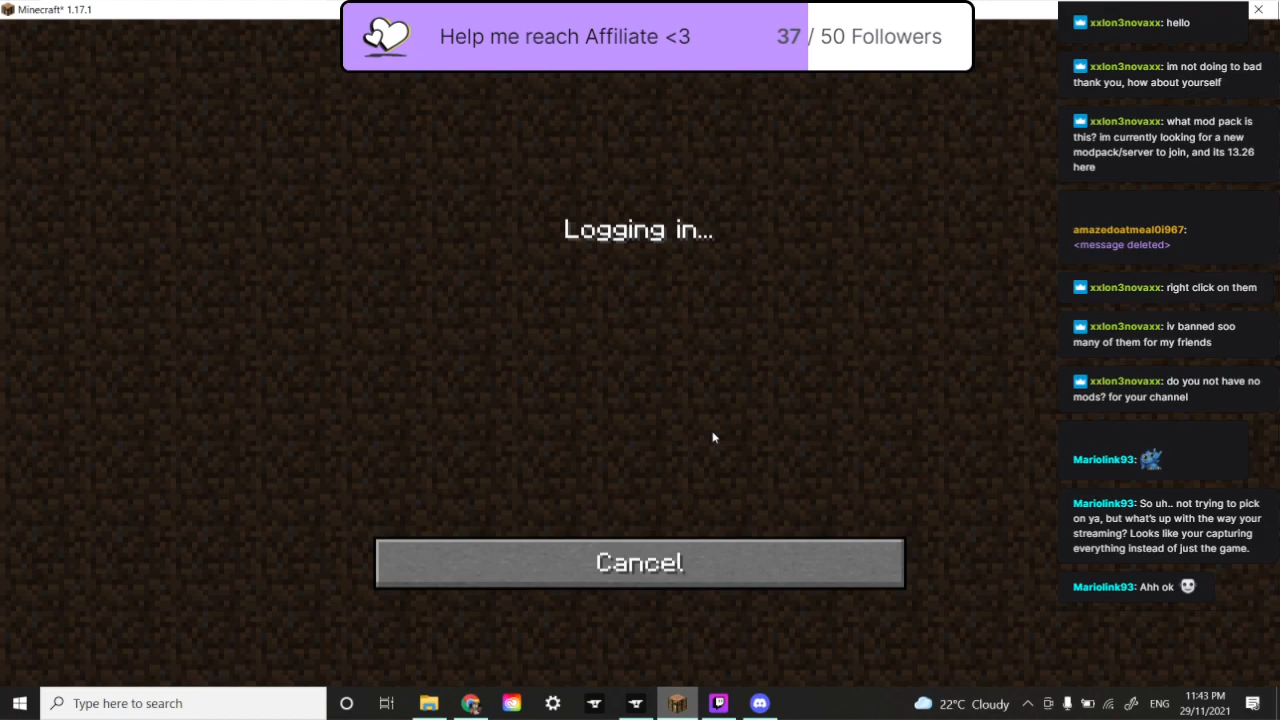 Minecraft* 1.17.1
Help me reach Affiliate <3
37 / 50 Followers
xxlon3novaxx: hello
xxlon3novaxx: im not doing to bad
thank you, how about yourself
xxlon3novaxx: what mod pack is
this? im currently looking for a new
modpack/server to join, and its 13.26
here
amazedoatmeal0i967:
<message deleted>
xxlon3novaxx: right click on them
xxlon3novaxx: iv banned soo
many of them for my friends
xxlon3novaxx: do you not have no
mods? for your channel
Mariolink93:
Mariolink93: So uh.. not trying to pick
on ya, but what's up with the way your
streaming? Looks like your capturing
everything instead of just the game.
Mariolink93: Ahh ok
Logging in...
Cancel
Type here to search
22°C Cloudy
ENG
11:43 PM
29/11/2021